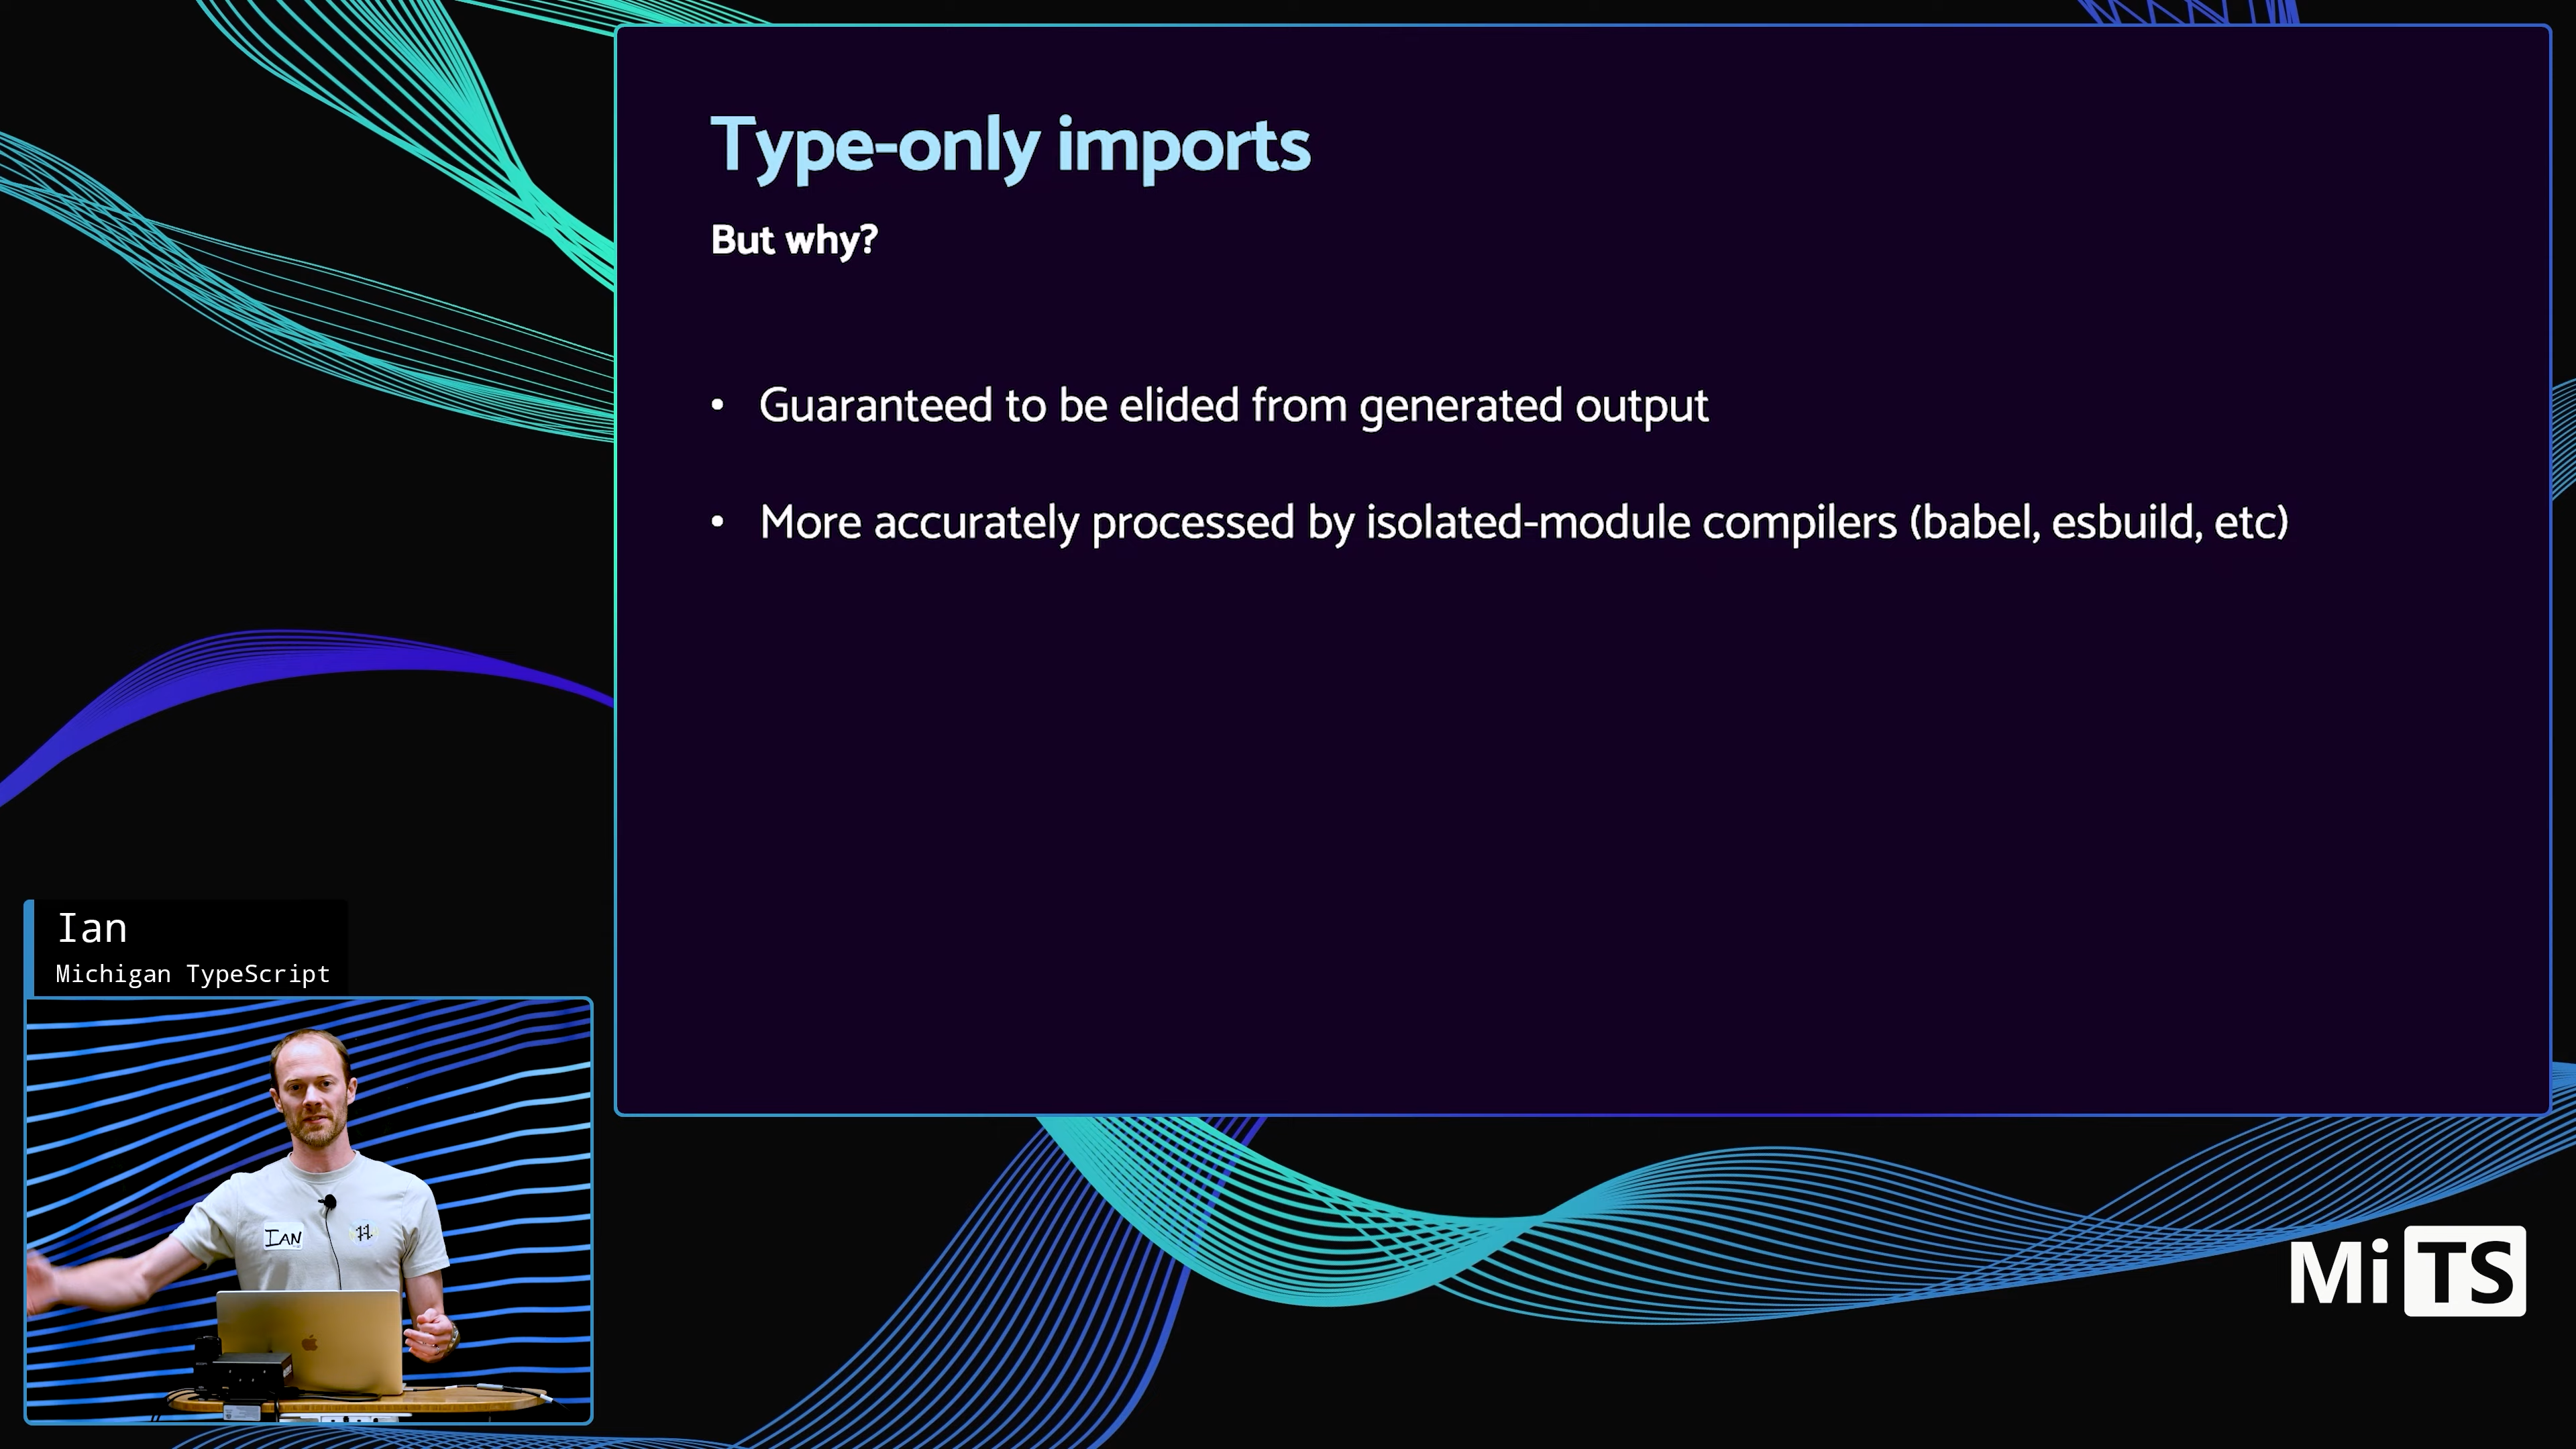 Type-only imports
But why?
• Guaranteed to be elided from generated output
• More accurately processed by isolated-module compilers (babel, esbuild, etc)
Ian
Michigan TypeScript
IAN
MiTS